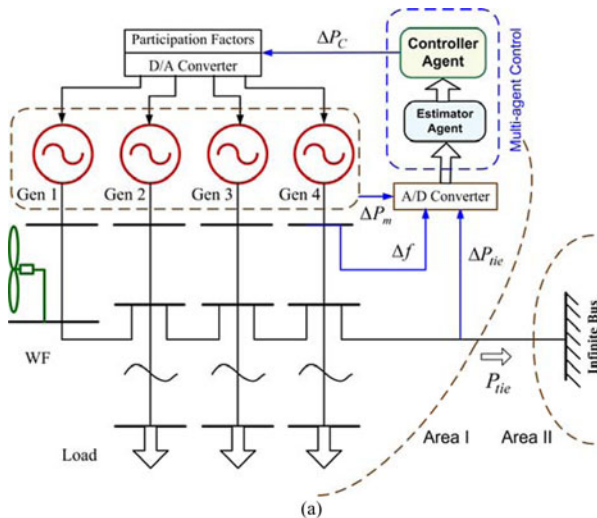 Participation Factors
D/A Converter
ΔP_C
Controller
Agent
Estimator
Agent
Multi-agent Control
Gen 1
Gen 2
Gen 3
Gen 4
ΔP_m
A/D Converter
Δf
ΔP_tie
WF
P_tie
Infinite Bus
Load
Area I
Area II
(a)